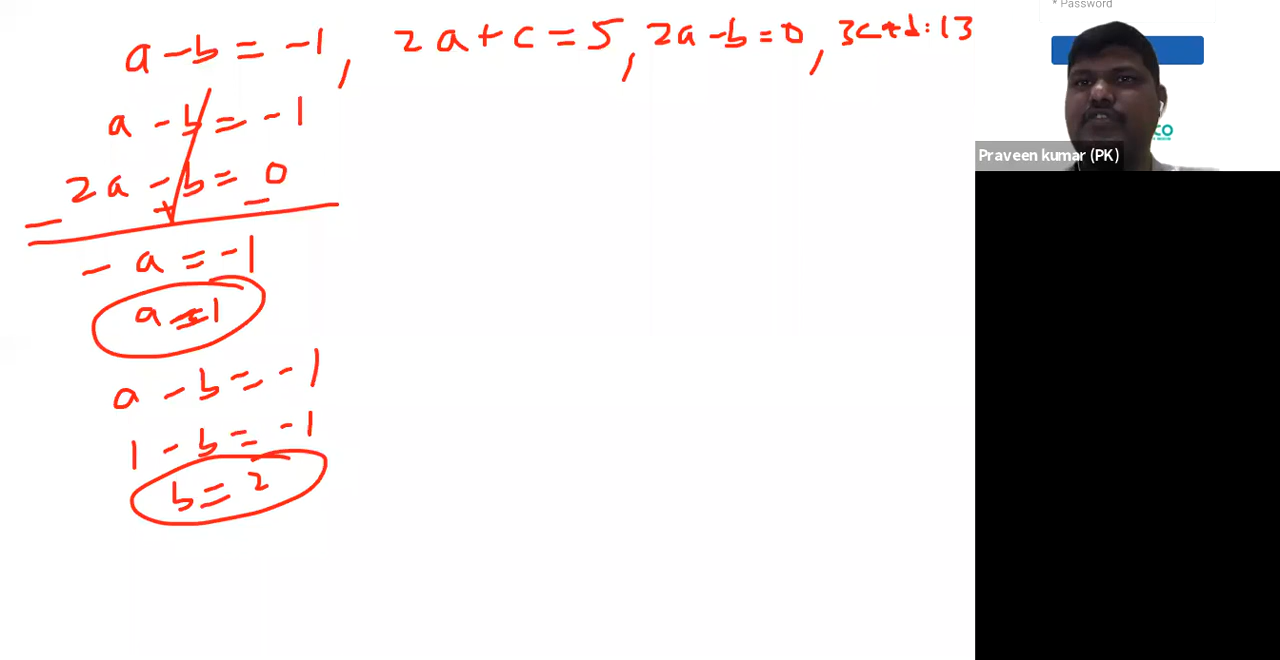 * Password
a - b = -1, 2a + c = 5, 2a - b = 0, 3c + d : 13
a - b = -1
2a - b = 0
- + -
- a = -1
a = 1
a - b = -1
1 - b = -1
b = 2
co
Praveen kumar (PK)